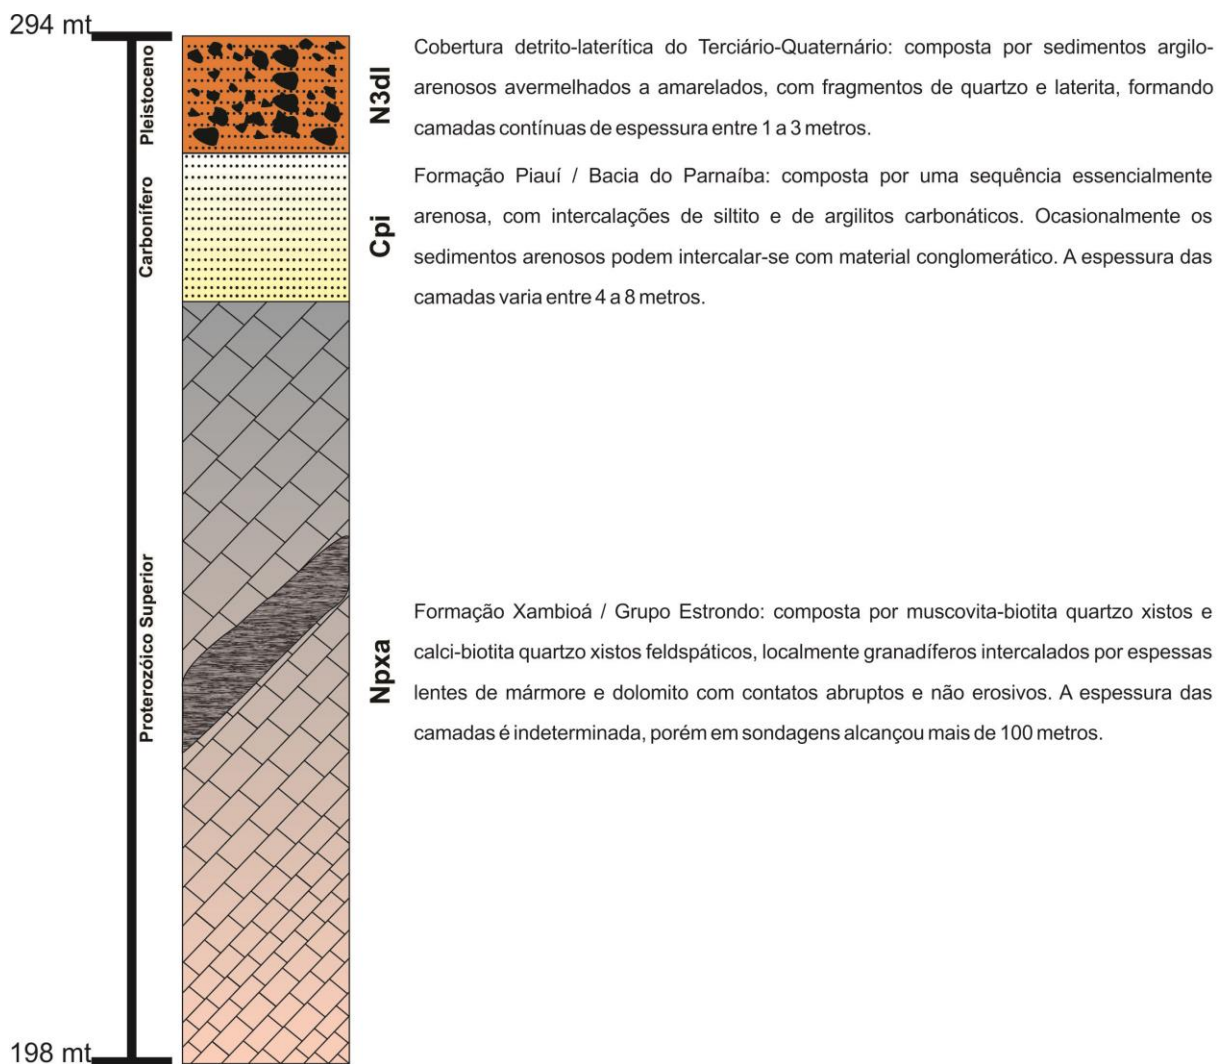 294 mt
Pleistoceno
N3dl
Cobertura detrito-laterítica do Terciário-Quaternário: composta por sedimentos argilo-
arenosos avermelhados a amarelados, com fragmentos de quartzo e laterita, formando
camadas contínuas de espessura entre 1 a 3 metros.
Carbonífero
Cpi
Formação Piauí / Bacia do Parnaíba: composta por uma sequência essencialmente
arenosa, com intercalações de siltito e de argilitos carbonáticos. Ocasionalmente os
sedimentos arenosos podem intercalar-se com material conglomerático. A espessura das
camadas varia entre 4 a 8 metros.
Proterozóico Superior
Npxa
Formação Xambioá / Grupo Estrondo: composta por muscovita-biotita quartzo xistos e
calci-biotita quartzo xistos feldspáticos, localmente granadíferos intercalados por espessas
lentes de mármore e dolomito com contatos abruptos e não erosivos. A espessura das
camadas é indeterminada, porém em sondagens alcançou mais de 100 metros.
198 mt